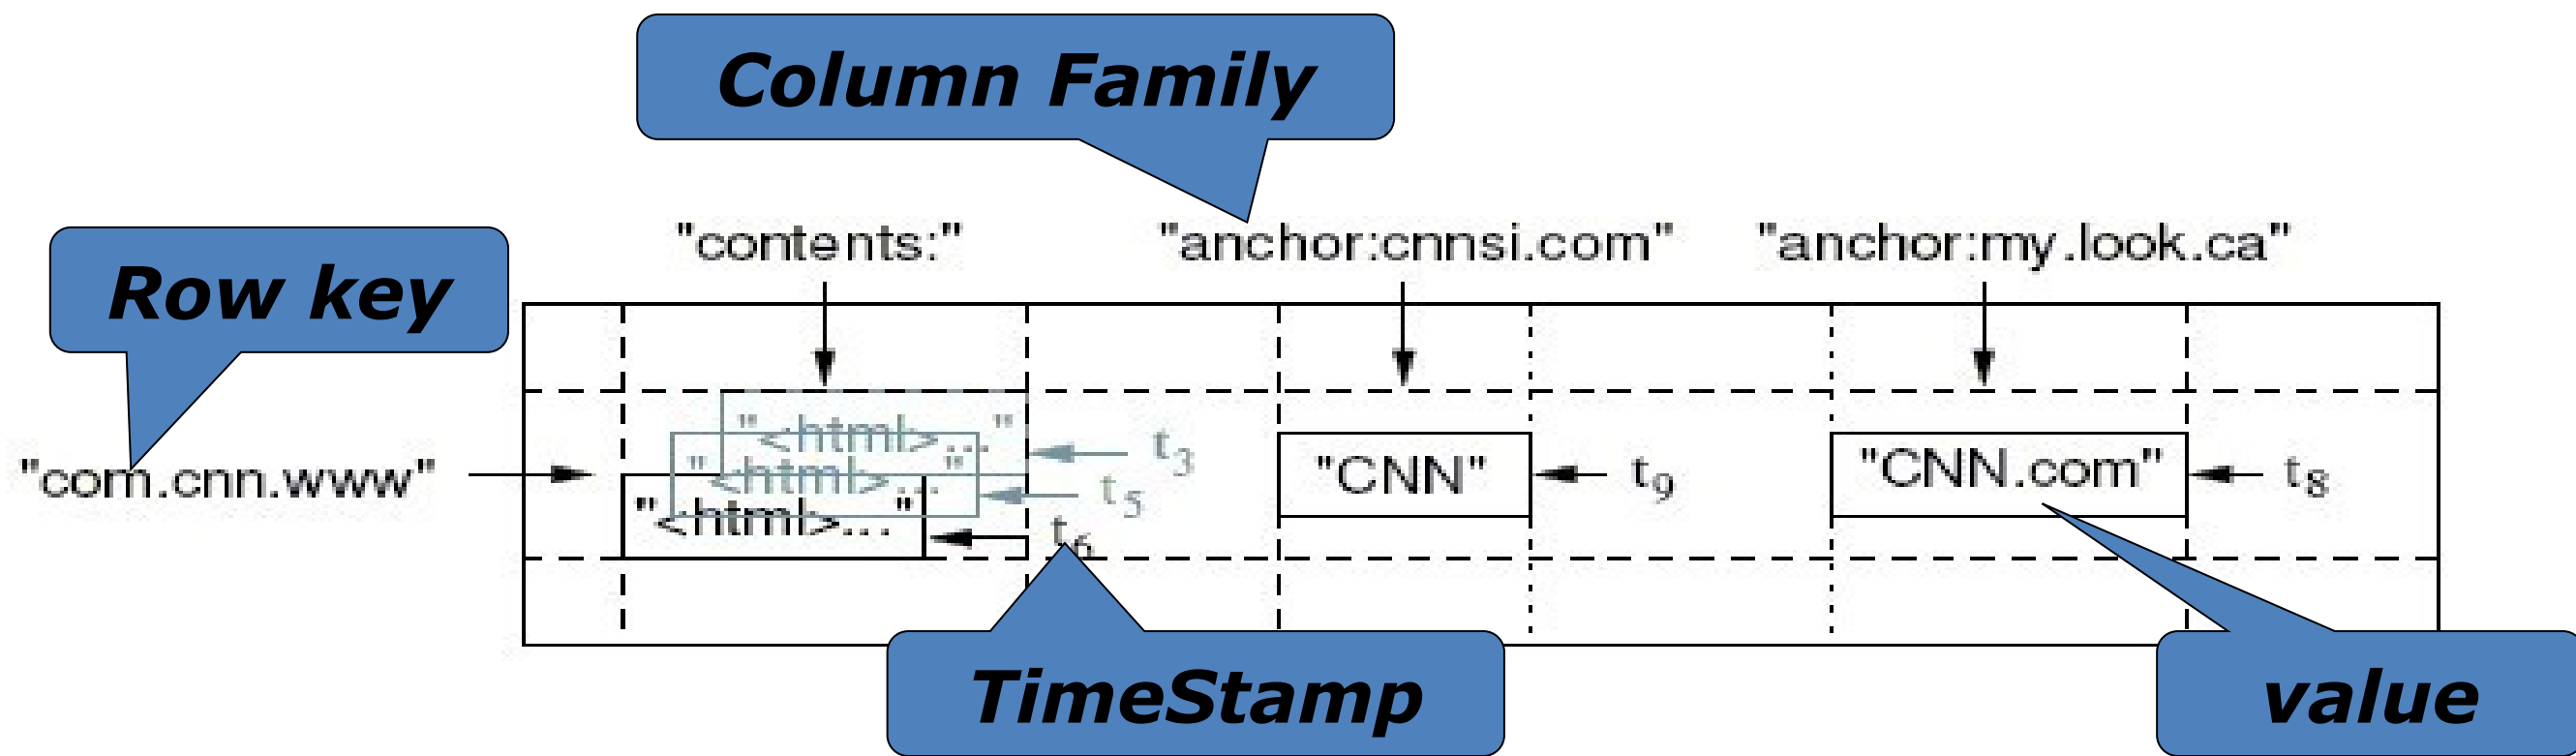 Column Family
Row key
"contents:"
"anchor:cnnsi.com"
"anchor:my.look.ca"
"com.cnn.www"
"<html>..."
t3
"<html>..."
t5
"<html>..."
t6
"CNN"
t9
"CNN.com"
t8
TimeStamp
value